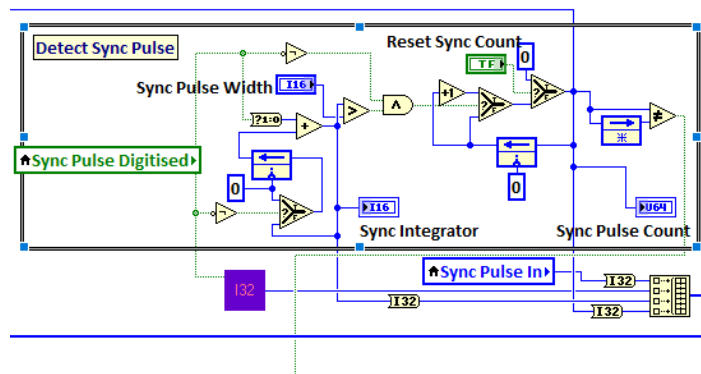 Detect Sync Pulse
Reset Sync Count
TF
0
Sync Pulse Width
I16
?1:0
+
>
∧
+1
?
T
F
?
T
F
≠
Sync Pulse Digitised
0
?
T
F
0
I16
U64
Sync Integrator
Sync Pulse Count
Sync Pulse In
I32
I32
I32
I32